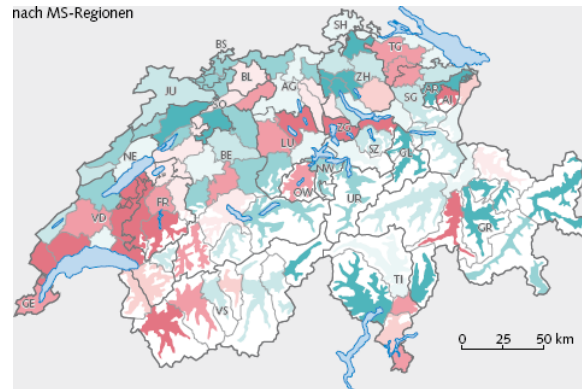 nach MS-Regionen
SH
BS
TG
BL
JU
AG
ZH
AR
AI
SG
SO
ZG
LU
NE
BE
SZ
GL
NW
OW
UR
FR
VD
GR
TI
GE
VS
0 25 50 km